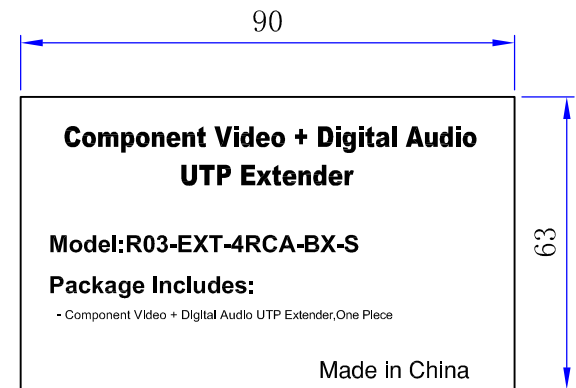 90
Component Video + Digital Audio
UTP Extender
63
Model:R03-EXT-4RCA-BX-S
Package Includes:
- Component Video + Digital Audio UTP Extender,One Piece
Made in China